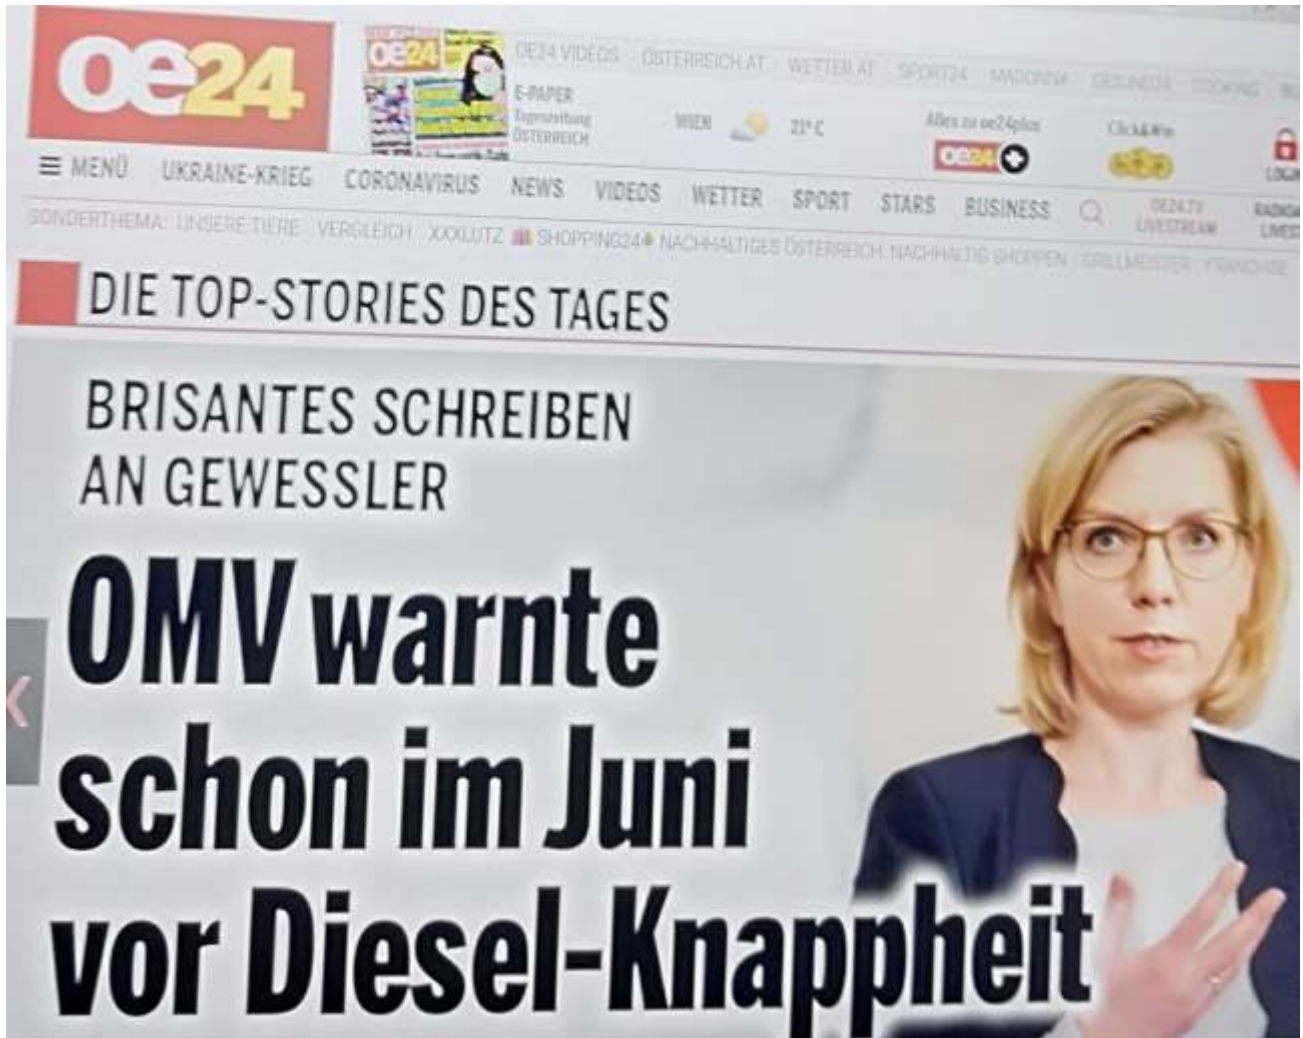 oe24
oe24
OE24 VIDEOS ÖSTERREICH.AT WETTER.AT SPORT24 MADONNA GESUND24 COOKING
E-PAPER
Tageszeitung
ÖSTERREICH
WIEN 21° C
Alles zu oe24plus
oe24
Click&Win
LOGIN
MENÜ UKRAINE-KRIEG CORONAVIRUS NEWS VIDEOS WETTER SPORT STARS BUSINESS
OE24.TV
LIVESTREAM
SONDERTHEMA: UNSERE TIERE VERGLEICH XXXLUTZ SHOPPING24 NACHHALTIGES ÖSTERREICH NACHHALTIG SHOPPEN GRILLMEISTER FRANCHISE
DIE TOP-STORIES DES TAGES
BRISANTES SCHREIBEN
AN GEWESSLER
OMV warnte
schon im Juni
vor Diesel-Knappheit